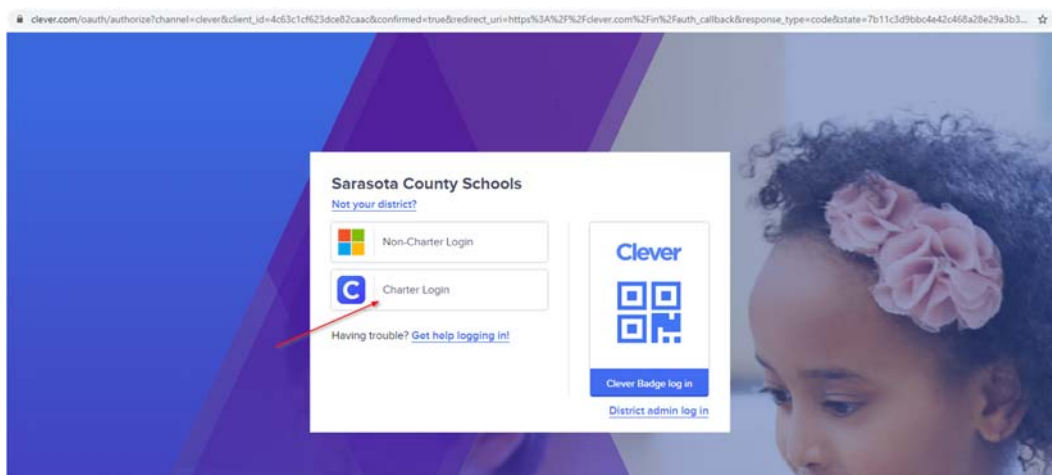 clever.com/oauth/authorize?channel=clever&client_id=4c63c1cf623dce82caac&confirmed=true&redirect_uri=https%3A%2F%2Fclever.com%2Fin%2Fauth_callback&response_type=code&state=7b11c3d9bbc4e42c468a28e29a3b3...
Sarasota County Schools
Not your district?
Non-Charter Login
Charter Login
Having trouble? Get help logging in!
Clever
Clever Badge log in
District admin log in